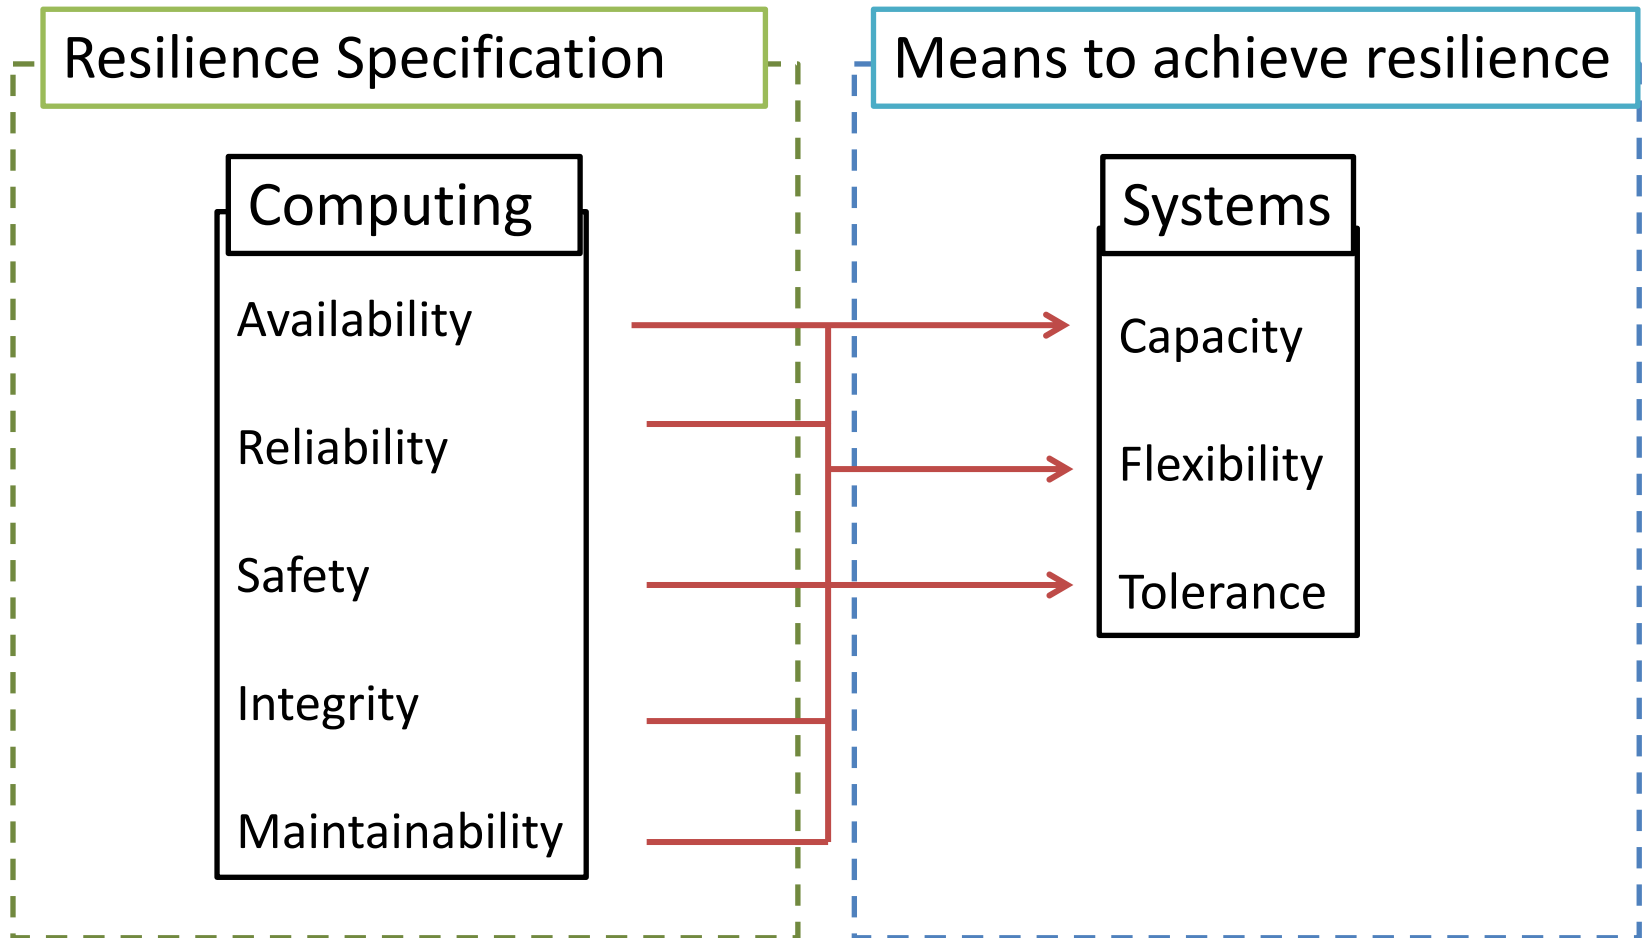 Resilience Specification
Computing
Availability
Reliability
Safety
Integrity
Maintainability
Means to achieve resilience
Systems
Capacity
Flexibility
Tolerance